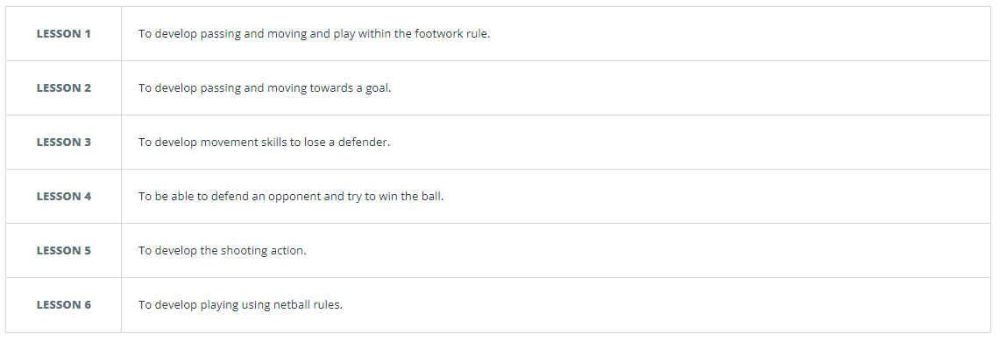 LESSON 1 To develop passing and moving and play within the footwork rule.
LESSON 2 To develop passing and moving towards a goal.
LESSON 3 To develop movement skills to lose a defender.
LESSON 4 To be able to defend an opponent and try to win the ball.
LESSON 5 To develop the shooting action.
LESSON 6 To develop playing using netball rules.